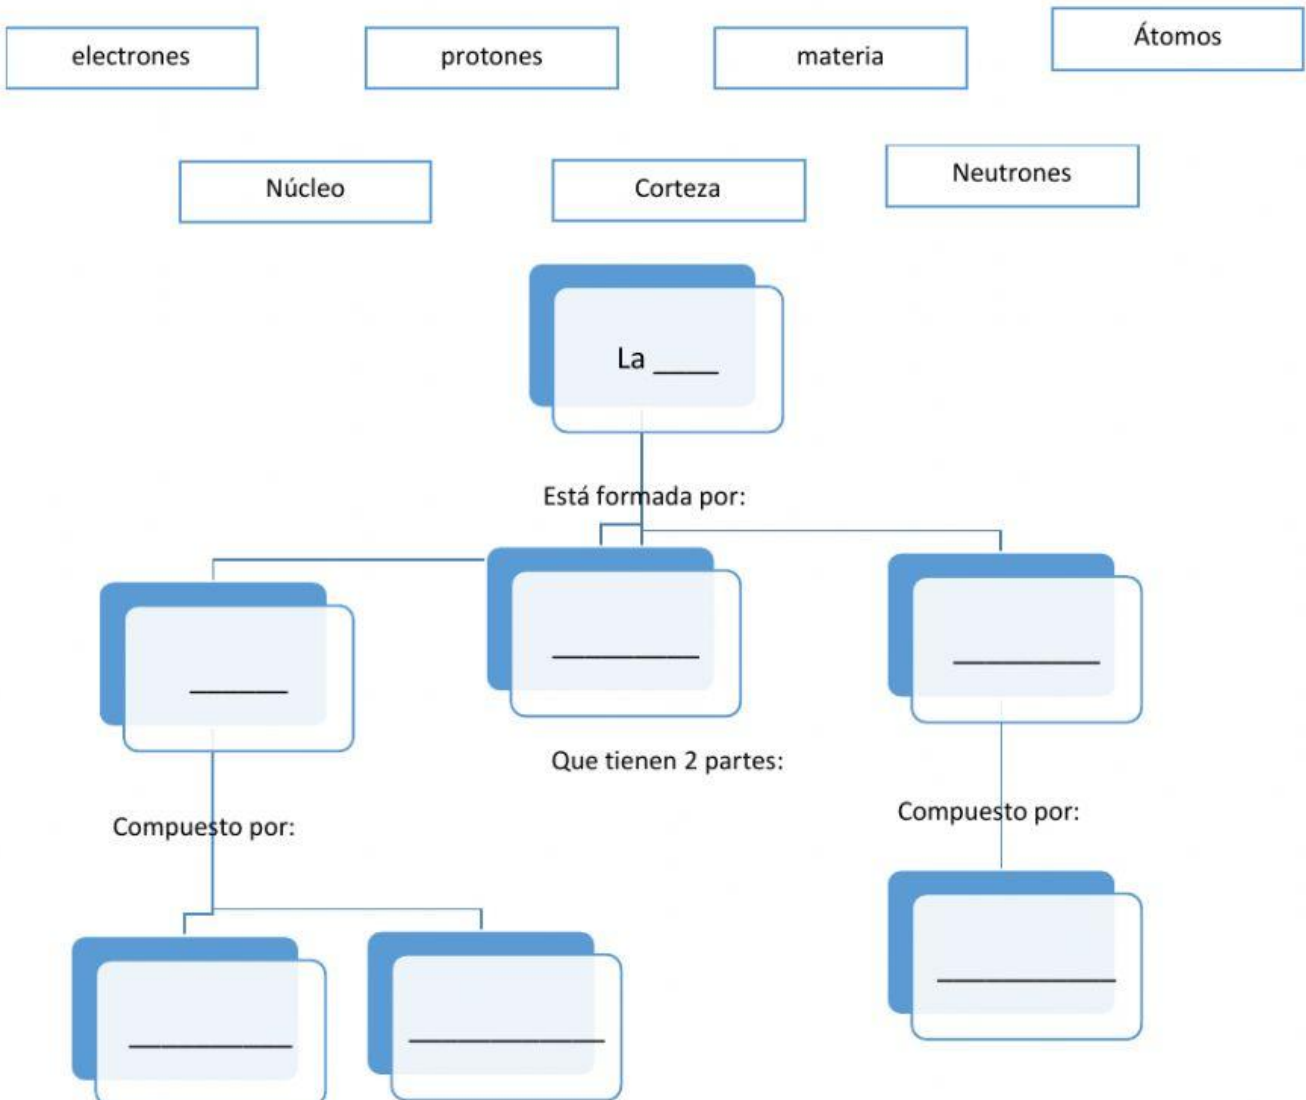 electrones
protones
materia
Átomos
Núcleo
Corteza
Neutrones
La ____
Está formada por:
______
_________
_________
Que tienen 2 partes:
Compuesto por:
Compuesto por:
__________
____________
___________